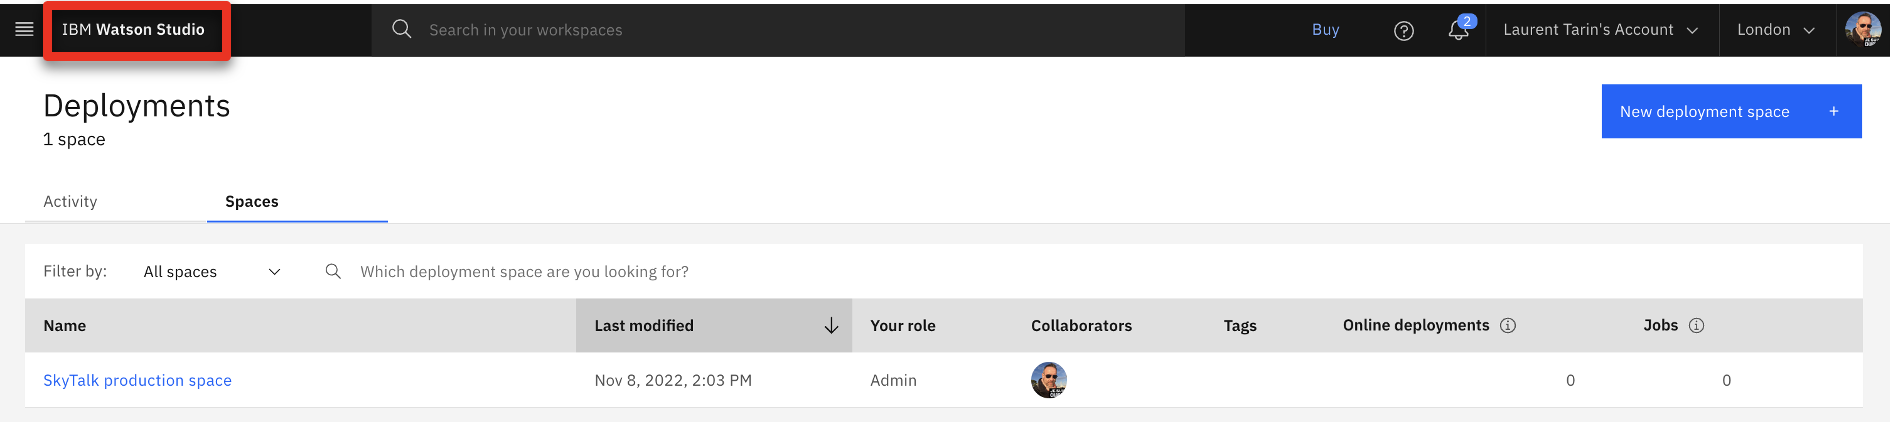 IBM Watson Studio
Search in your workspaces
Buy
2
Laurent Tarin's Account
London
Deployments
1 space
New deployment space +
Activity
Spaces
Filter by: All spaces
Which deployment space are you looking for?
Name Last modified Your role Collaborators Tags Online deployments Jobs
SkyTalk production space Nov 8, 2022, 2:03 PM Admin 0 0